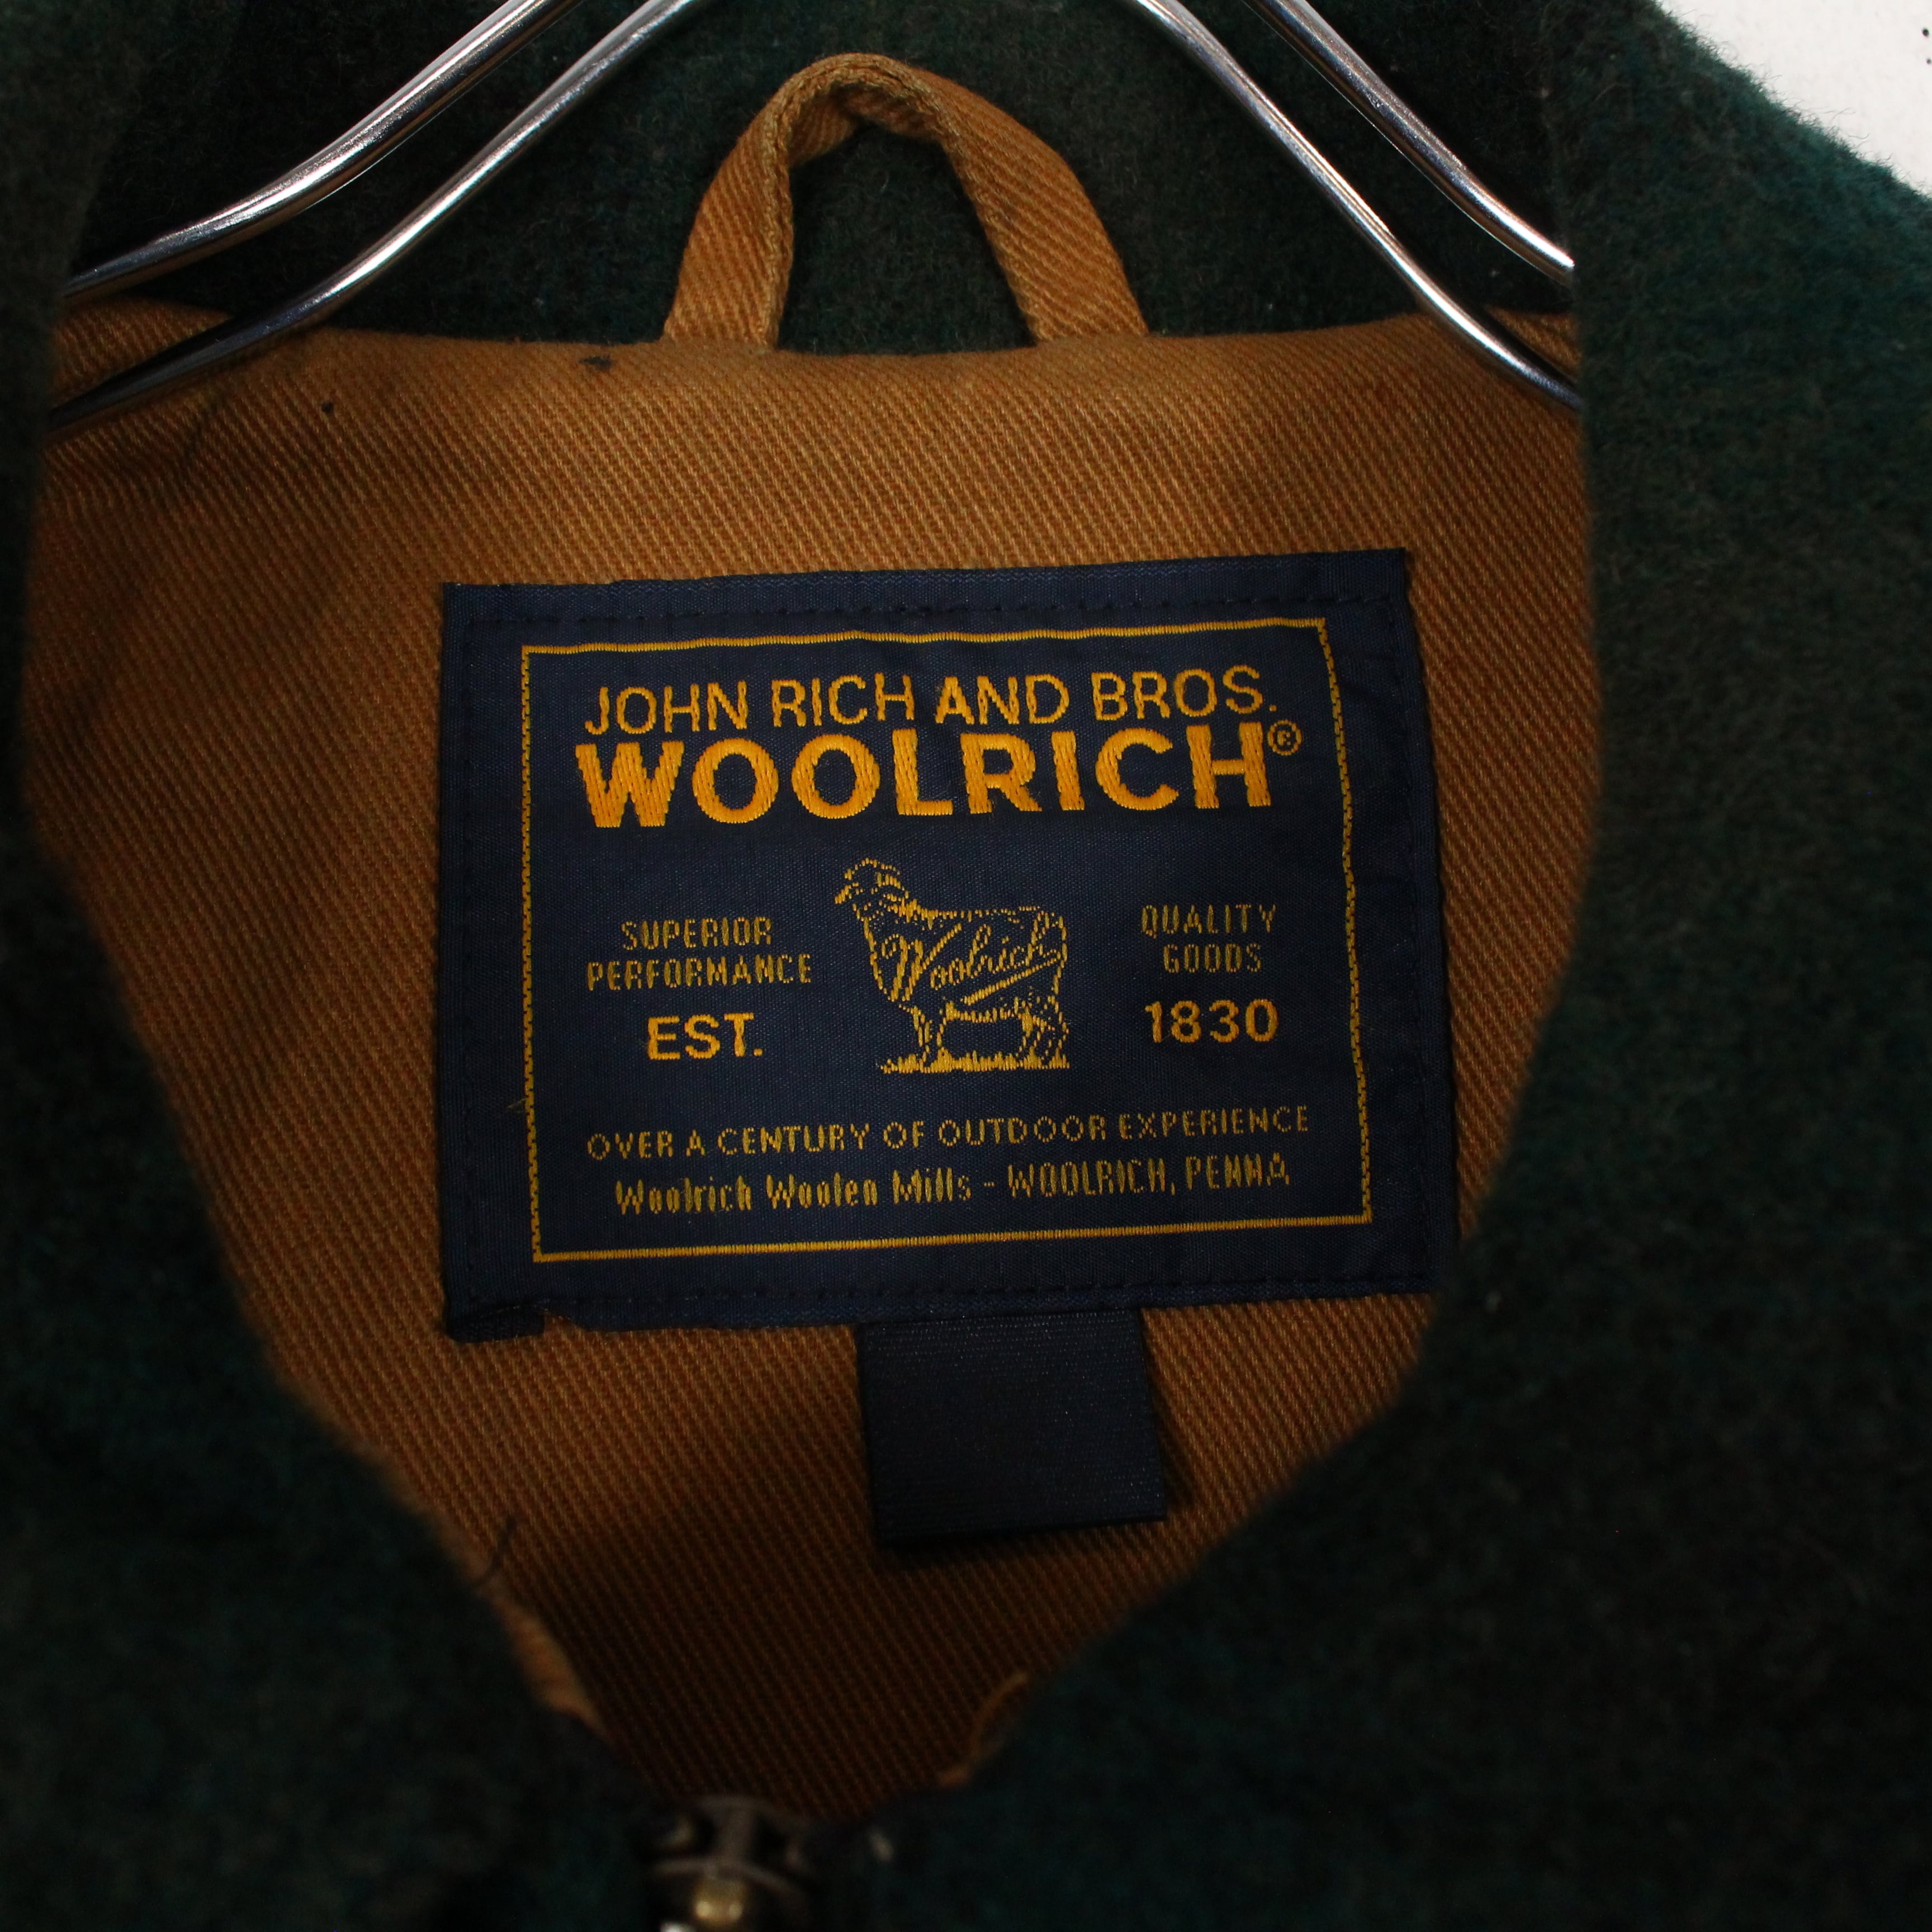 JOHN RICH AND BROS.
WOOLRICH®
SUPERIOR
PERFORMANCE
EST.
Woolrich
QUALITY
GOODS
1830
OVER A CENTURY OF OUTDOOR EXPERIENCE
Woolrich Woolen Mills - WOOLRICH, PENNA